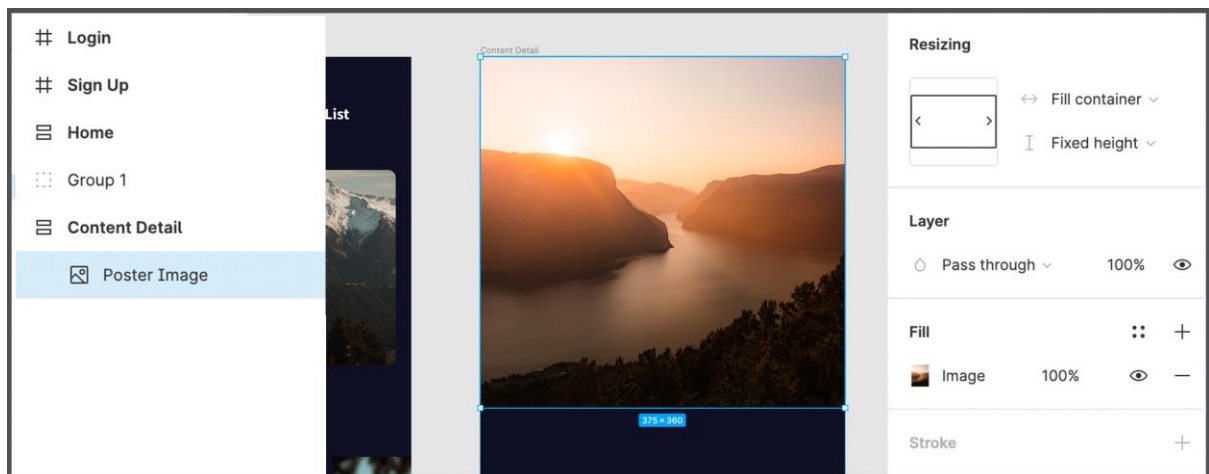 Login
Sign Up
Home
Group 1
Content Detail
Poster Image
List
Content Detail
375 × 360
Resizing
Fill container
Fixed height
Layer
Pass through 100%
Fill
Image 100%
Stroke